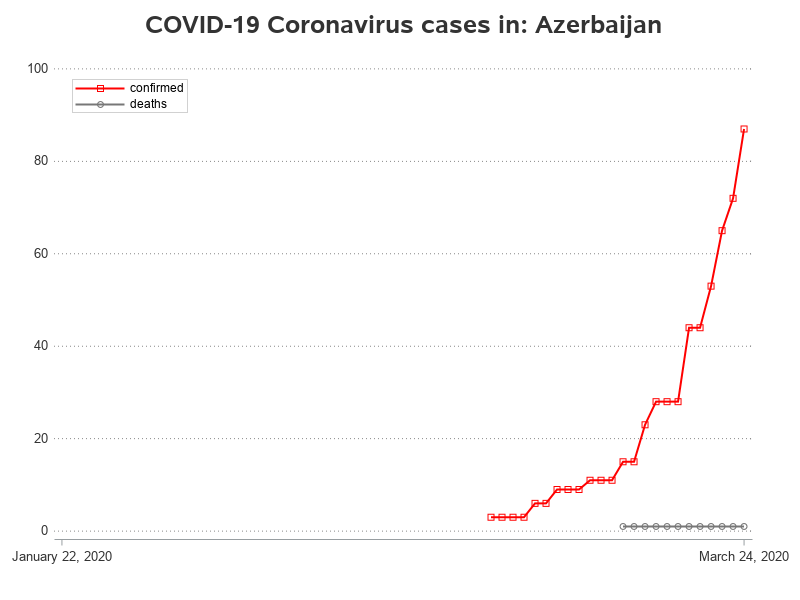 COVID-19 Coronavirus cases in: Azerbaijan
100
confirmed
deaths
80
60
40
20
0
January 22, 2020
March 24, 2020